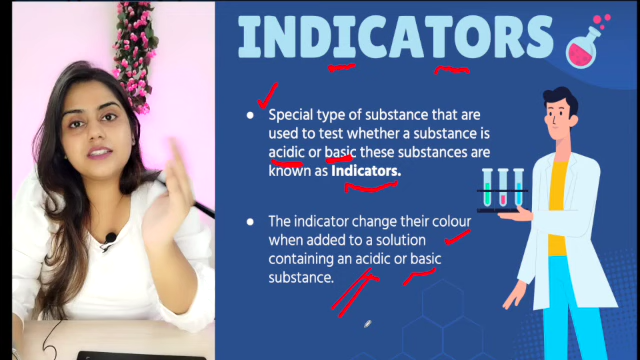 INDICATORS
Special type of substance that are
used to test whether a substance is
acidic or basic these substances are
known as Indicators.
The indicator change their colour
when added to a solution
containing an acidic or basic
substance.